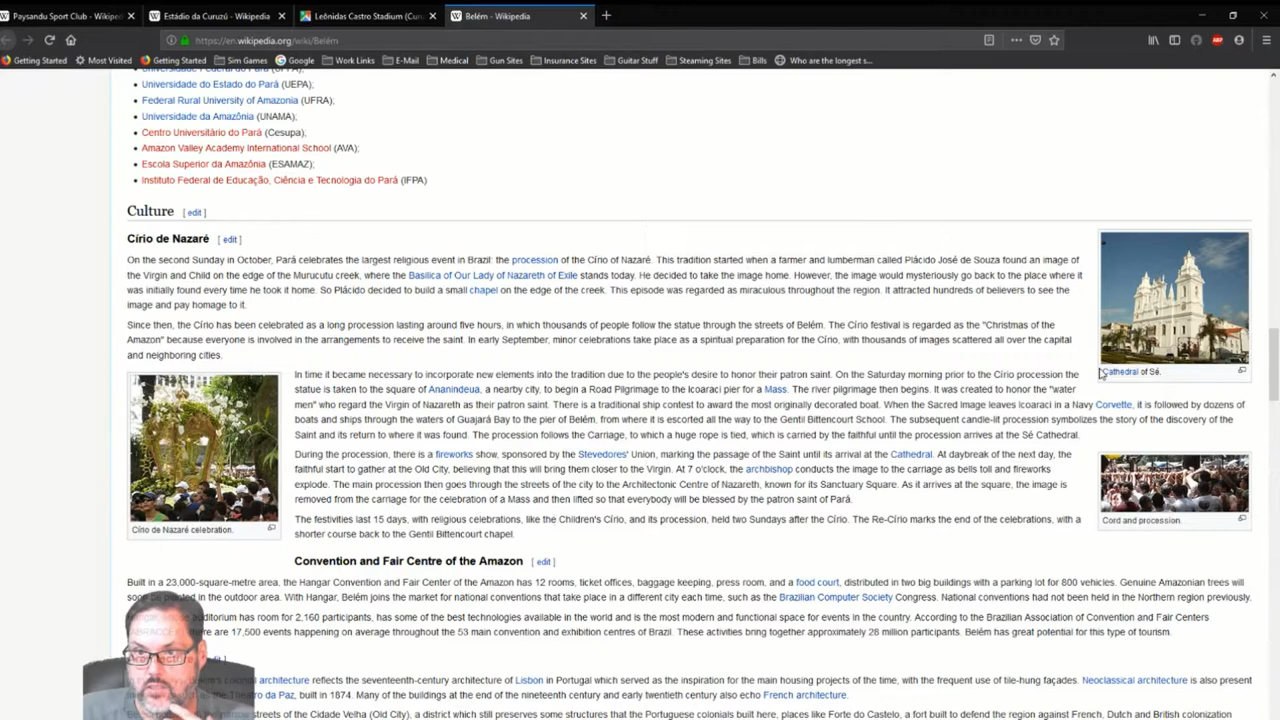 Paysandu Sport Club - Wikiped
Estádio da Curuzú - Wikipedia
Leônidas Castro Stadium (Cur
Belém - Wikipedia
https://en.wikipedia.org/wiki/Belém
Getting Started
Most Visited
Getting Started
Sim Games
Google
Work Links
E-Mail
Medical
Gun Sites
Insurance Sites
Guitar Stuff
Steaming Sites
Bills
Who are the longest s...
Universidade Federal do Pará (UFPA);
Universidade do Estado do Pará (UEPA);
Federal Rural University of Amazonia (UFRA);
Universidade da Amazônia (UNAMA);
Centro Universitário do Pará (Cesupa);
Amazon Valley Academy International School (AVA);
Escola Superior da Amazônia (ESAMAZ);
Instituto Federal de Educação, Ciência e Tecnologia do Pará (IFPA)
Culture [ edit ]
Círio de Nazaré [ edit ]
On the second Sunday in October, Pará celebrates the largest religious event in Brazil: the procession of the Círio of Nazaré. This tradition started when a farmer and lumberman called Plácido José de Souza found an image of
the Virgin and Child on the edge of the Murucutu creek, where the Basilica of Our Lady of Nazareth of Exile stands today. He decided to take the image home. However, the image would mysteriously go back to the place where it
was initially found every time he took it home. So Plácido decided to build a small chapel on the edge of the creek. This episode was regarded as miraculous throughout the region. It attracted hundreds of believers to see the
image and pay homage to it.
Since then, the Círio has been celebrated as a long procession lasting around five hours, in which thousands of people follow the statue through the streets of Belém. The Círio festival is regarded as the "Christmas of the
Amazon" because everyone is involved in the arrangements to receive the saint. In early September, minor celebrations take place as a spiritual preparation for the Círio, with thousands of images scattered all over the capital
and neighboring cities.
Cathedral of Sé.
In time it became necessary to incorporate new elements into the tradition due to the people's desire to honor their patron saint. On the Saturday morning prior to the Círio procession the
statue is taken to the square of Ananindeua, a nearby city, to begin a Road Pilgrimage to the Icoaraci pier for a Mass. The river pilgrimage then begins. It was created to honor the "water
men" who regard the Virgin of Nazareth as their patron saint. There is a traditional ship contest to award the most originally decorated boat. When the Sacred Image leaves Icoaraci in a Navy Corvette, it is followed by dozens of
boats and ships through the waters of Guajará Bay to the pier of Belém, from where it is escorted all the way to the Gentil Bittencourt School. The subsequent candle-lit procession symbolizes the story of the discovery of the
Saint and its return to where it was found. The procession follows the Carriage, to which a huge rope is tied, which is carried by the faithful until the procession arrives at the Sé Cathedral.
During the procession, there is a fireworks show, sponsored by the Stevedores' Union, marking the passage of the Saint until its arrival at the Cathedral. At daybreak of the next day, the
faithful start to gather at the Old City, believing that this will bring them closer to the Virgin. At 7 o'clock, the archbishop conducts the image to the carriage as bells toll and fireworks
explode. The main procession then goes through the streets of the city to the Architectonic Centre of Nazareth, known for its Sanctuary Square. As it arrives at the square, the image is
removed from the carriage for the celebration of a Mass and then lifted so that everybody will be blessed by the patron saint of Pará.
Cord and procession.
Círio de Nazaré celebration.
The festivities last 15 days, with religious celebrations, like the Children's Círio, and its procession, held two Sundays after the Círio. The Re-Círio marks the end of the celebrations, with a
shorter course back to the Gentil Bittencourt chapel.
Convention and Fair Centre of the Amazon [ edit ]
Built in a 23,000-square-metre area, the Hangar Convention and Fair Center of the Amazon has 12 rooms, ticket offices, baggage keeping, press room, and a food court, distributed in two big buildings with a parking lot for 800 vehicles. Genuine Amazonian trees will
soon be planted in the outdoor area. With Hangar, Belém joins the market for national conventions that take place in a different city each time, such as the Brazilian Computer Society Congress. National conventions had not been held in the Northern region previously.
auditorium has room for 2,160 participants, has some of the best technologies available in the world and is the most modern and functional space for events in the country. According to the Brazilian Association of Convention and Fair Centers
there are 17,500 events happening on average throughout the 53 main convention and exhibition centres of Brazil. These activities bring together approximately 28 million participants. Belém has great potential for this type of tourism.
Architecture [ edit ]
colonial architecture reflects the seventeenth-century architecture of Lisbon in Portugal which served as the inspiration for the main housing projects of the time, with the frequent use of tile-hung façades. Neoclassical architecture is also present
da Paz, built in 1874. Many of the buildings at the end of the nineteenth century and early twentieth century also echo French architecture.
streets of the Cidade Velha (Old City), a district which still preserves some structures that the Portuguese colonials built here, places like Forte do Castelo, a fort built to defend the region against French, Dutch and British colonization